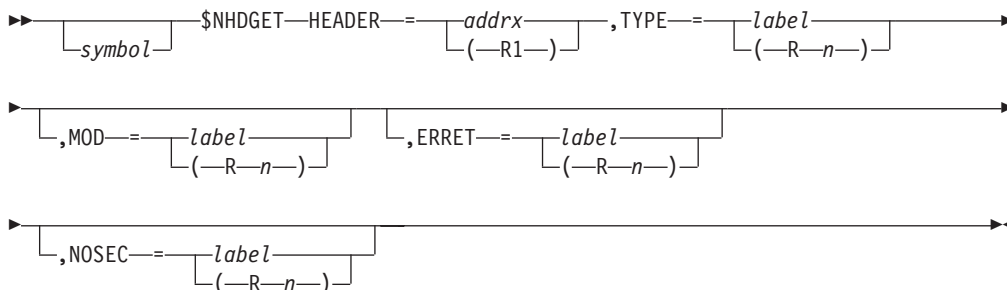 $NHDGET HEADER = addrx ,TYPE = label
symbol (R1) (R n)
,MOD = label ,ERRET = label
(R n) (R n)
,NOSEC = label
(R n)